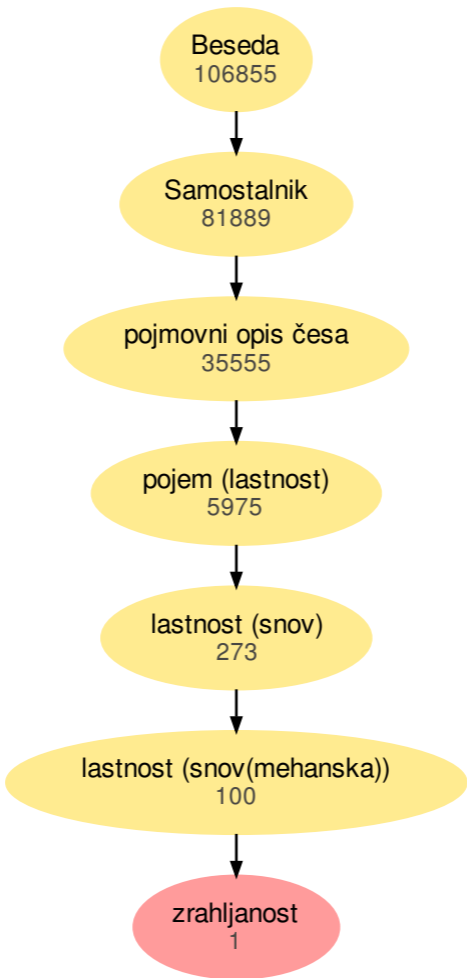 Beseda
106855
Samostalnik
81889
pojmovni opis česa
35555
pojem (lastnost)
5975
lastnost (snov)
273
lastnost (snov(mehanska))
100
zrahljanost
1